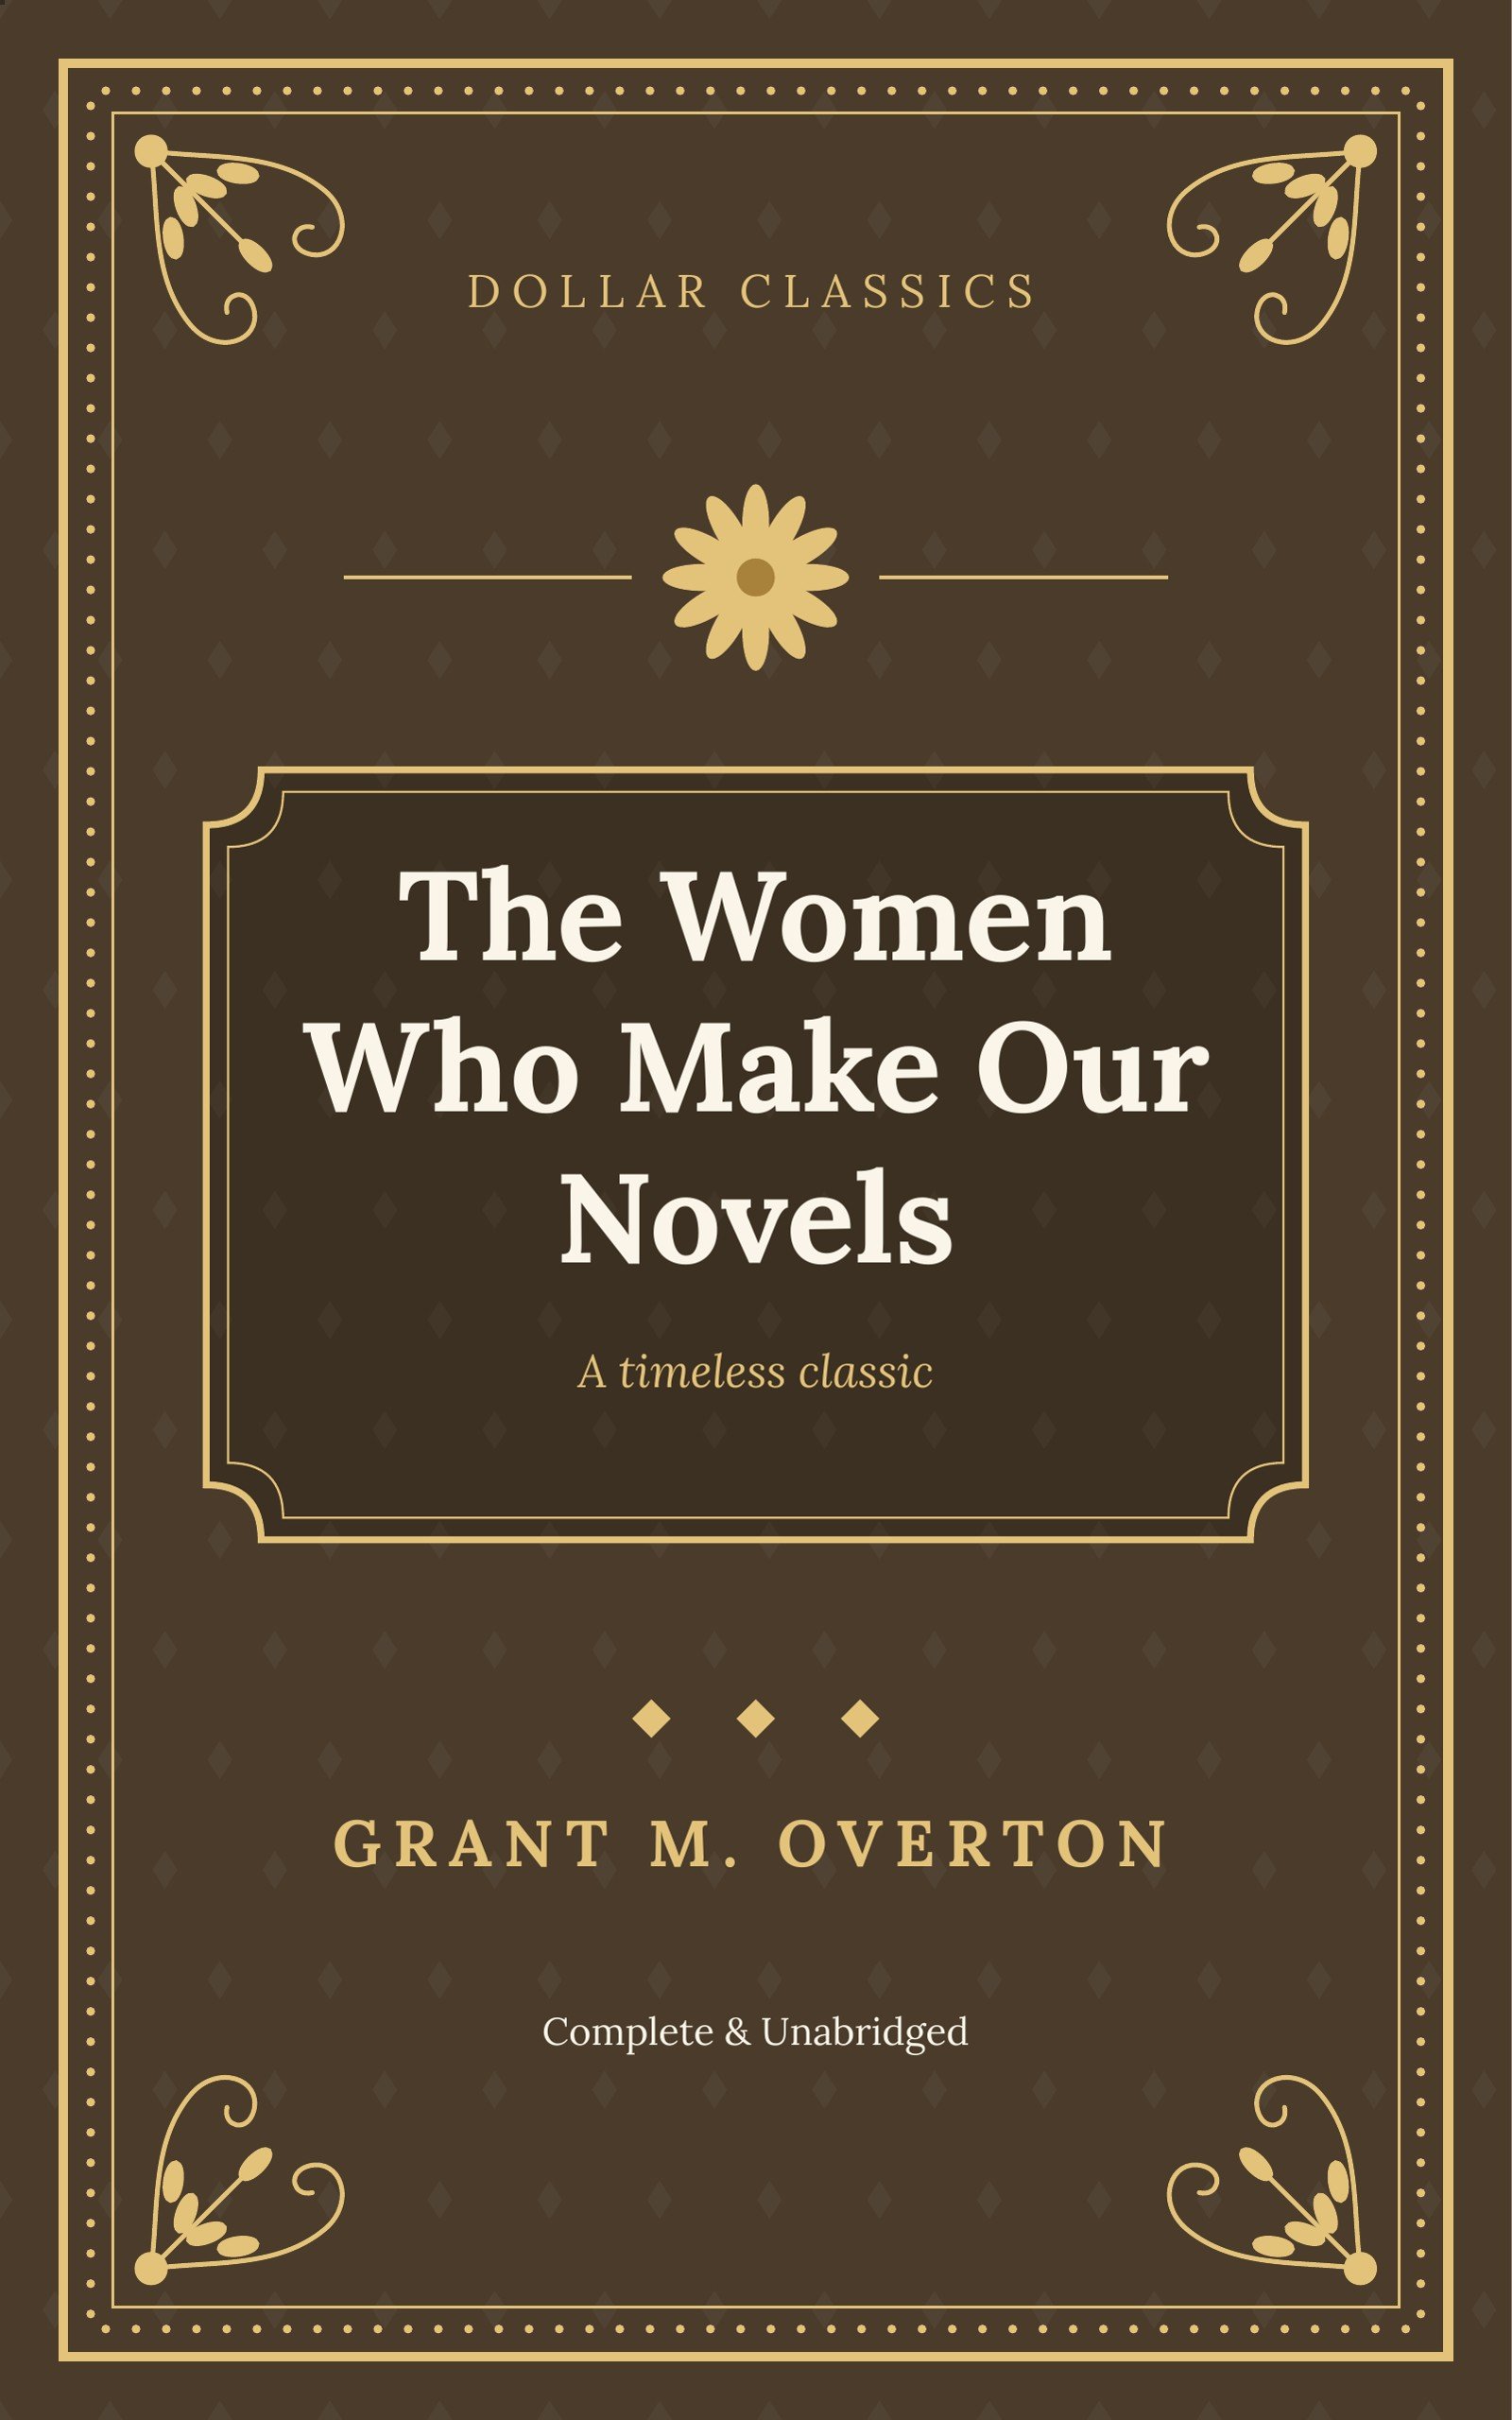 DOLLAR CLASSICS
The Women
Who Make Our
Novels
A timeless classic
GRANT M. OVERTON
Complete & Unabridged